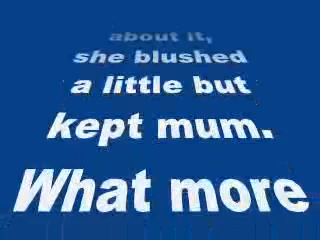 about it,
she blushed
a little but
kept mum.
What more